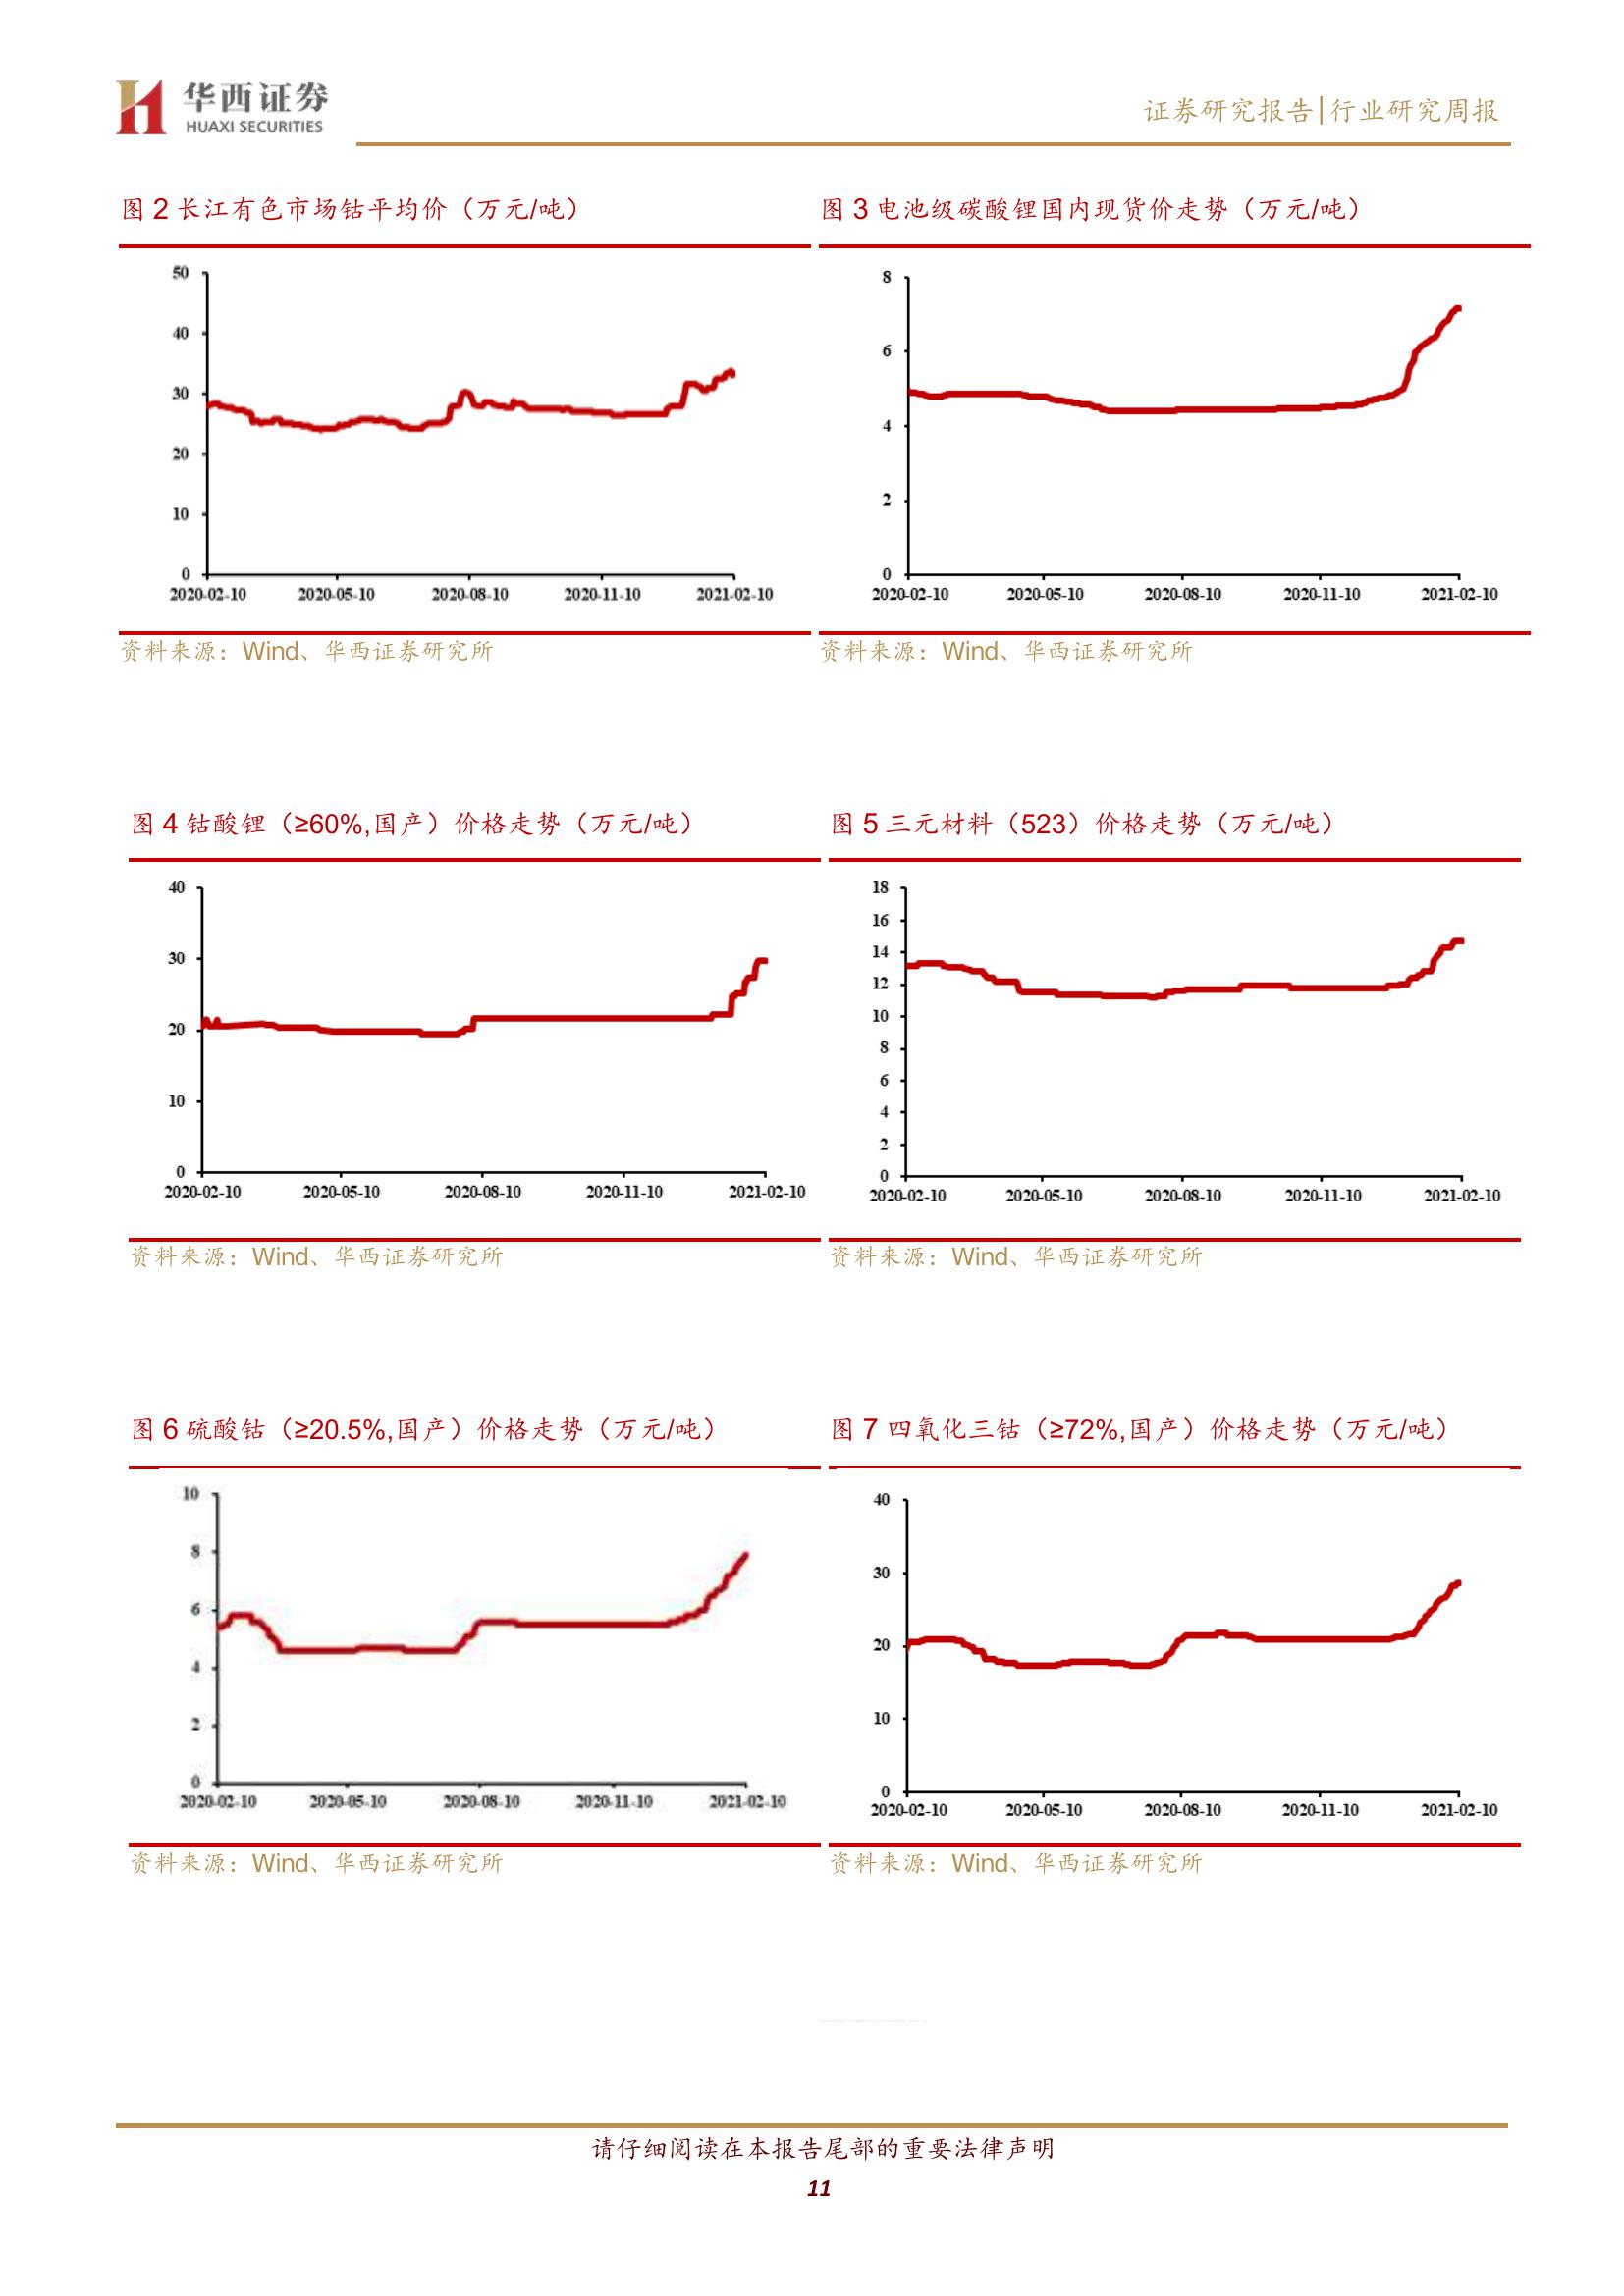 华西证券
HUAXI SECURITIES
证券研究报告|行业研究周报
图 2 长江有色市场钴平均价（万元/吨）
50
40
30
20
10
0
2020-02-10 2020-05-10 2020-08-10 2020-11-10 2021-02-10
资料来源：Wind、华西证券研究所
图 3 电池级碳酸锂国内现货价走势（万元/吨）
8
6
4
2
0
2020-02-10 2020-05-10 2020-08-10 2020-11-10 2021-02-10
资料来源：Wind、华西证券研究所
图 4 钴酸锂（≥60%,国产）价格走势（万元/吨）
40
30
20
10
0
2020-02-10 2020-05-10 2020-08-10 2020-11-10 2021-02-10
资料来源：Wind、华西证券研究所
图 5 三元材料（523）价格走势（万元/吨）
18
16
14
12
10
8
6
4
2
0
2020-02-10 2020-05-10 2020-08-10 2020-11-10 2021-02-10
资料来源：Wind、华西证券研究所
图 6 硫酸钴（≥20.5%,国产）价格走势（万元/吨）
10
8
6
4
2
0
2020-02-10 2020-05-10 2020-08-10 2020-11-10 2021-02-10
资料来源：Wind、华西证券研究所
图 7 四氧化三钴（≥72%,国产）价格走势（万元/吨）
40
30
20
10
0
2020-02-10 2020-05-10 2020-08-10 2020-11-10 2021-02-10
资料来源：Wind、华西证券研究所
请仔细阅读在本报告尾部的重要法律声明
11